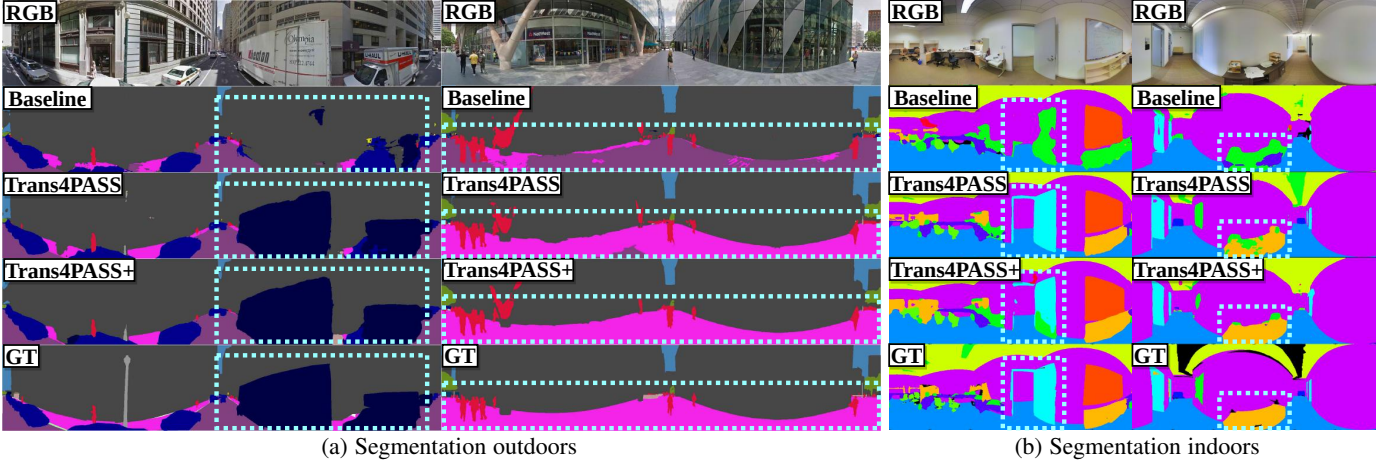 RGB RGB RGB RGB
Baseline Baseline Baseline Baseline
Trans4PASS Trans4PASS Trans4PASS Trans4PASS
Trans4PASS+ Trans4PASS+ Trans4PASS+ Trans4PASS+
GT GT GT GT
(a) Segmentation outdoors (b) Segmentation indoors